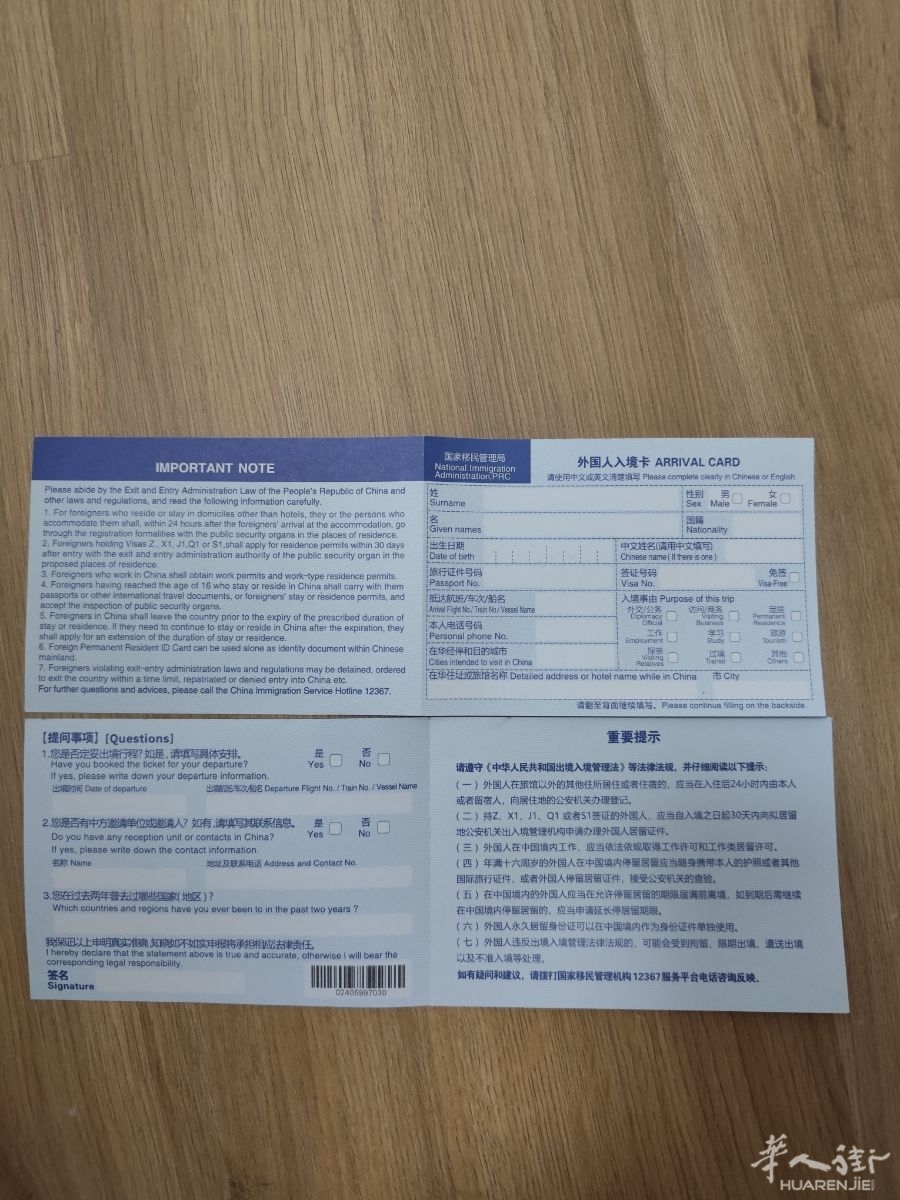 IMPORTANT NOTE
Please abide by the Exit and Entry Administration Law of the People's Republic of China and
other laws and regulations, and read the following information carefully.
1. For foreigners who reside or stay in domiciles other than hotels, they or the persons who
accommodate them shall, within 24 hours after the foreigners' arrival at the accommodation, go
through the registration formalities with the public security organs in the places of residence.
2. Foreigners holding Visas Z , X1, J1,Q1 or S1,shall apply for residence permits within 30 days
after entry with the exit and entry administration authority of the public security organ in the
proposed places of residence.
3. Foreigners who work in China shall obtain work permits and work-type residence permits.
4. Foreigners having reached the age of 16 who stay or reside in China shall carry with them
passports or other international travel documents, or foreigners' stay or residence permits, and
accept the inspection of public security organs.
5. Foreigners in China shall leave the country prior to the expiry of the prescribed duration of
stay or residence. If they need to continue to stay or reside in China after the expiration, they
shall apply for an extension of the duration of stay or residence.
6. Foreign Permanent Resident ID Card can be used alone as identity document within Chinese
mainland.
7. Foreigners violating exit-entry administration laws and regulations may be detained, ordered
to exit the country within a time limit, repatriated or denied entry into China etc.
For further questions and advices, please call the China Immigration Service Hotline 12367.
国家移民管理局
National Immigration
Administration,PRC
外国人入境卡 ARRIVAL CARD
请使用中文或英文清楚填写 Please complete clearly in Chinese or English
姓
Surname
性别 男 女
Sex Male Female
名
Given names
国籍
Nationality
出生日期
Date of birth
中文姓名(请用中文填写)
Chinese name ( if there is one )
旅行证件号码
Passport No.
签证号码 免签
Visa No. Visa-Free
抵达航班/车次/船名
Arrival Flight No./ Train No./ Vessel Name
入境事由 Purpose of this trip
外交/公务 访问/商务 定居
Diplomacy Visiting Permanent
Official Business Residence
本人电话号码
Personal phone No.
工作 学习 旅游
Employment Study Tourism
在华经停和目的城市
Cities intended to visit in China
探亲 过境 其他
Visiting Transit Others
Relatives
在华住址或旅馆名称 Detailed address or hotel name while in China 市 City
请翻至背面继续填写。Please continue filling on the backside.
【提问事项】[Questions]
1.您是否定妥出境行程？如是,请填写具体安排。 是 否
Have you booked the ticket for your departure? Yes No
If yes, please write down your departure information.
出境时间 Date of departure 出境航班/车次/船名 Departure Flight No. / Train No. / Vessel Name
2.您是否有中方邀请单位或邀请人？如有,请填写其联系信息。 是 否
Do you have any reception unit or contacts in China? Yes No
If yes, please write down the contact information.
名称 Name 地址及联系电话 Address and Contact No.
3.您在过去两年曾去过哪些国家(地区)？
Which countries and regions have you ever been to in the past two years ?
我保证以上申明真实准确,知晓如不如实申报将承担相应法律责任。
I hereby declare that the statement above is true and accurate, otherwise I will bear the
corresponding legal responsibility.
签名
Signature
02405997030
重要提示
请遵守《中华人民共和国出境入境管理法》等法律法规，并仔细阅读以下提示:
（一）外国人在旅馆以外的其他住所居住或者住宿的，应当在入住后24小时内由本人
或者留宿人，向居住地的公安机关办理登记。
（二）持Z、X1、J1、Q1 或者S1签证的外国人，应当自入境之日起30天内向拟居留
地公安机关出入境管理机构申请办理外国人居留证件。
（三）外国人在中国境内工作，应当依法依规取得工作许可和工作类居留许可。
（四）年满十六周岁的外国人在中国境内停留居留应当随身携带本人的护照或者其他
国际旅行证件，或者外国人停留居留证件，接受公安机关的查验。
（五）在中国境内的外国人应当在允许停留居留的期限届满前离境，如到期后需继续
在中国境内停留居留的，应当申请延长停居留期限。
（六）外国人永久居留身份证可以在中国境内作为身份证件单独使用。
（七）外国人违反出境入境管理法律法规的，可能会受到拘留、限期出境、遣送出境
以及不准入境等处理。
如有疑问和建议，请拨打国家移民管理机构12367服务平台电话咨询反映。
华人街
HUARENJIE